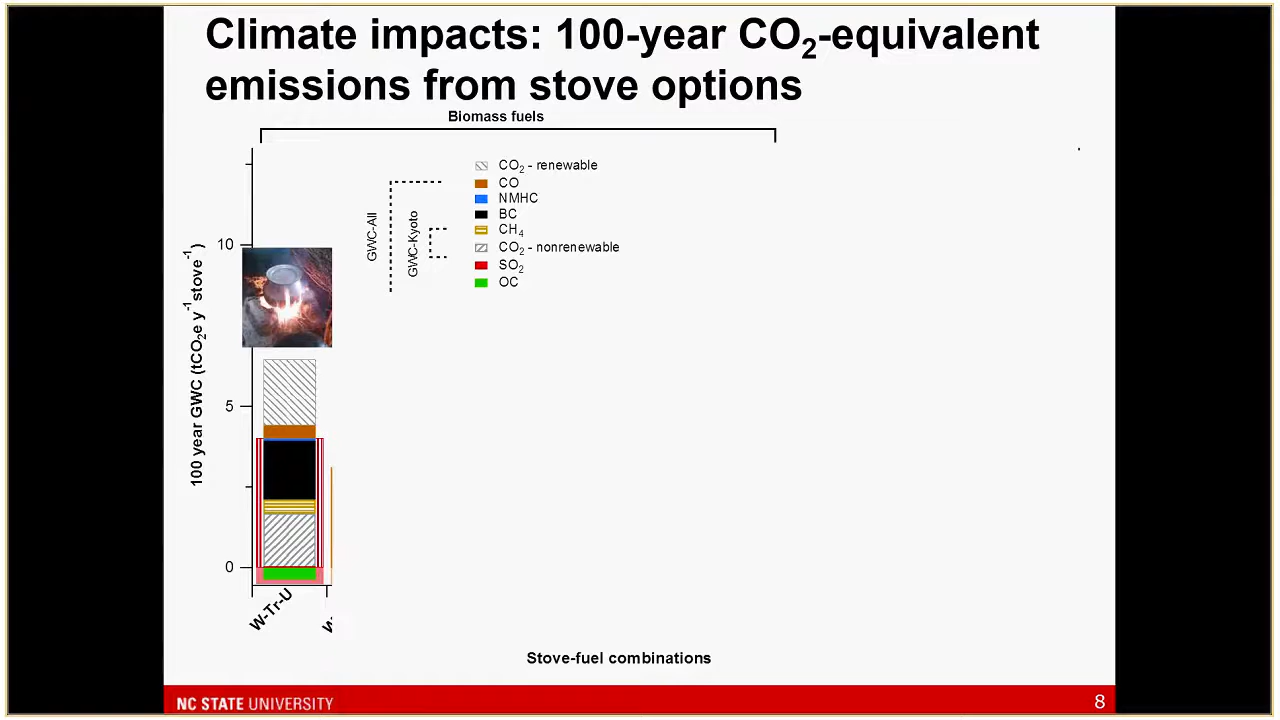 Climate impacts: 100-year CO₂-equivalent
emissions from stove options
Biomass fuels
CO₂ - renewable
CO
NMHC
BC
CH₄
CO₂ - nonrenewable
SO₂
OC
GWC-All
GWC-Kyoto
100 year GWC (tCO₂e y⁻¹ stove⁻¹)
10
5
0
W-Tr-U
Stove-fuel combinations
NC STATE UNIVERSITY
8